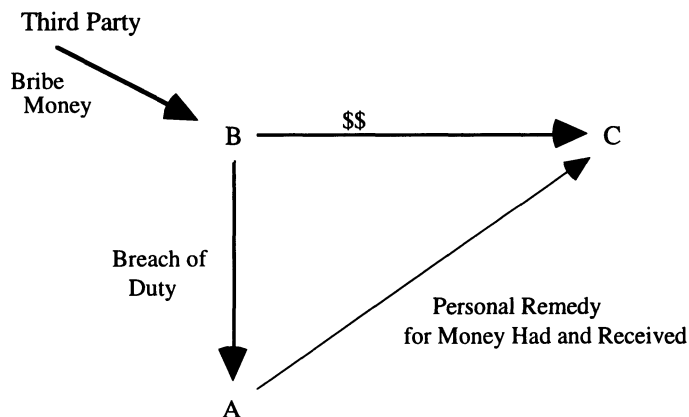 Third Party
Bribe
Money
$$
B
C
Breach of
Duty
Personal Remedy
for Money Had and Received
A